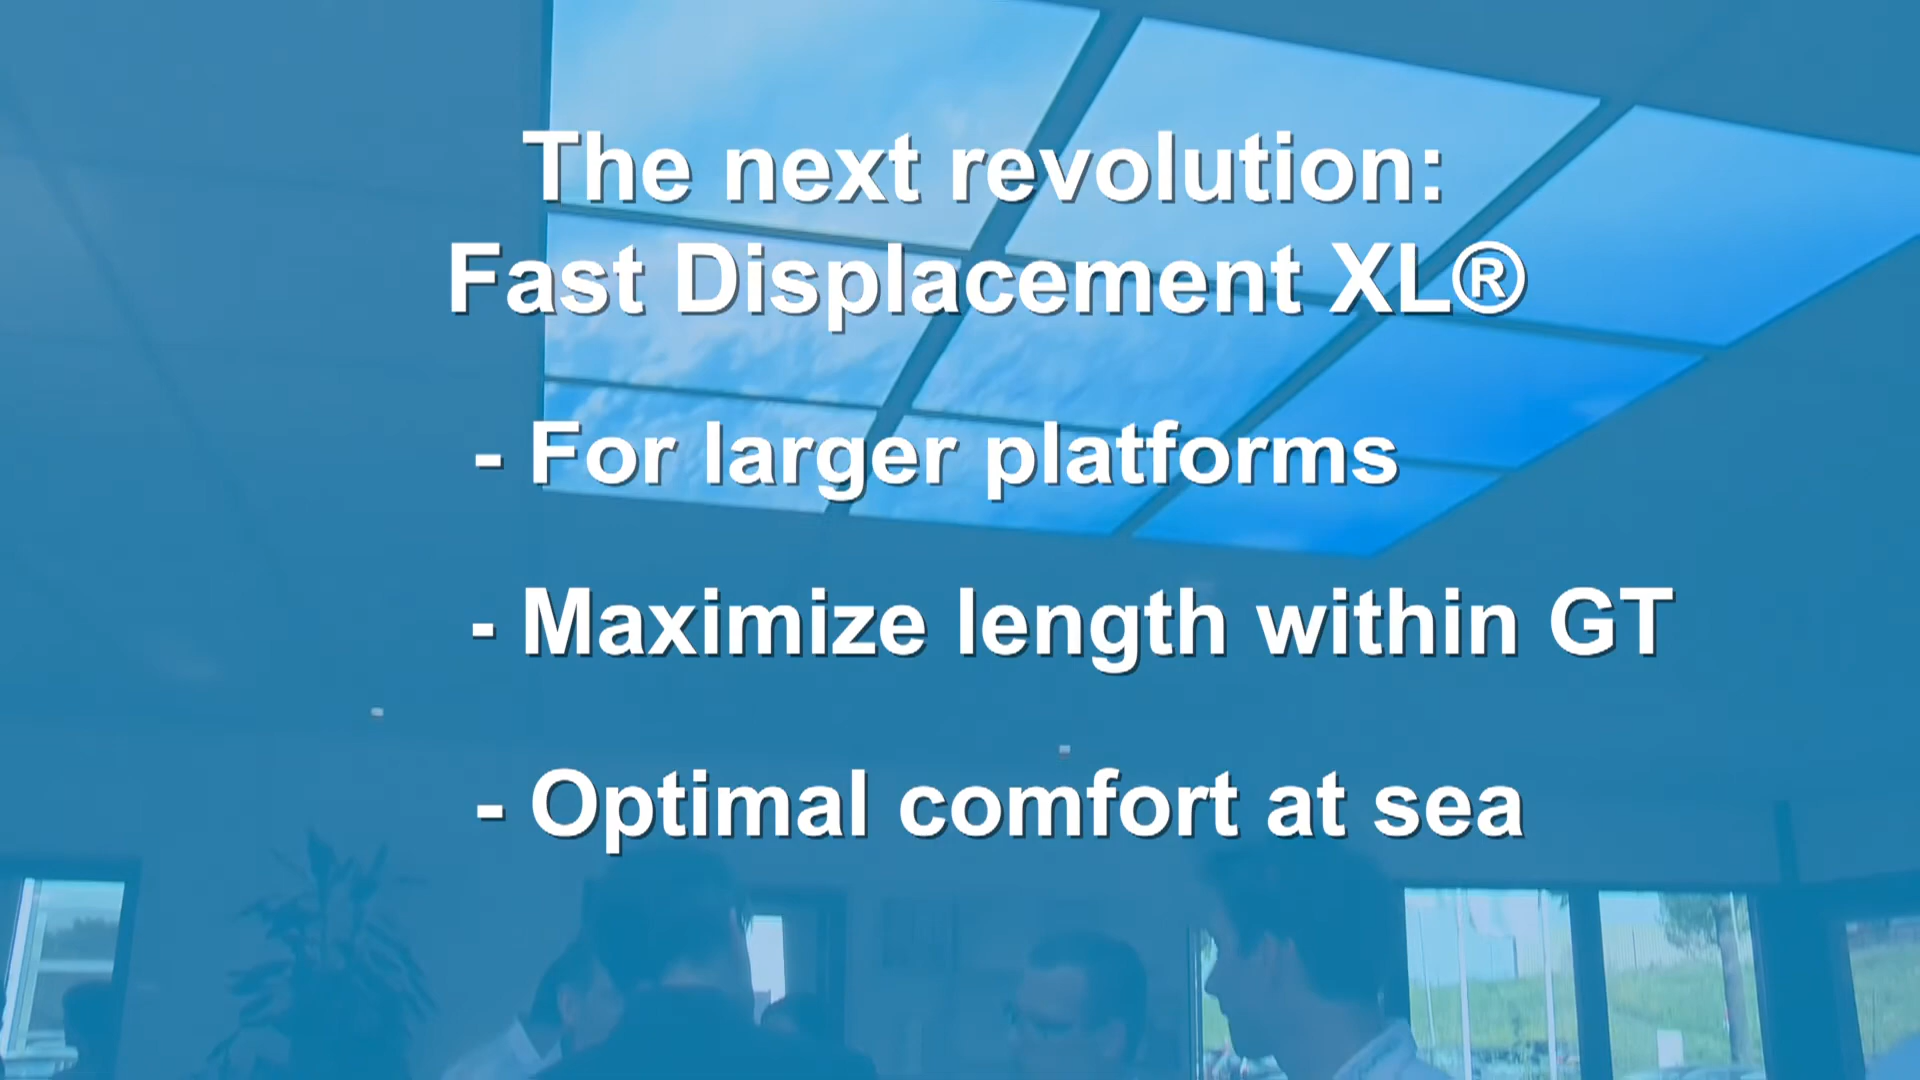 The next revolution:
Fast Displacement XL®
- For larger platforms
- Maximize length within GT
- Optimal comfort at sea